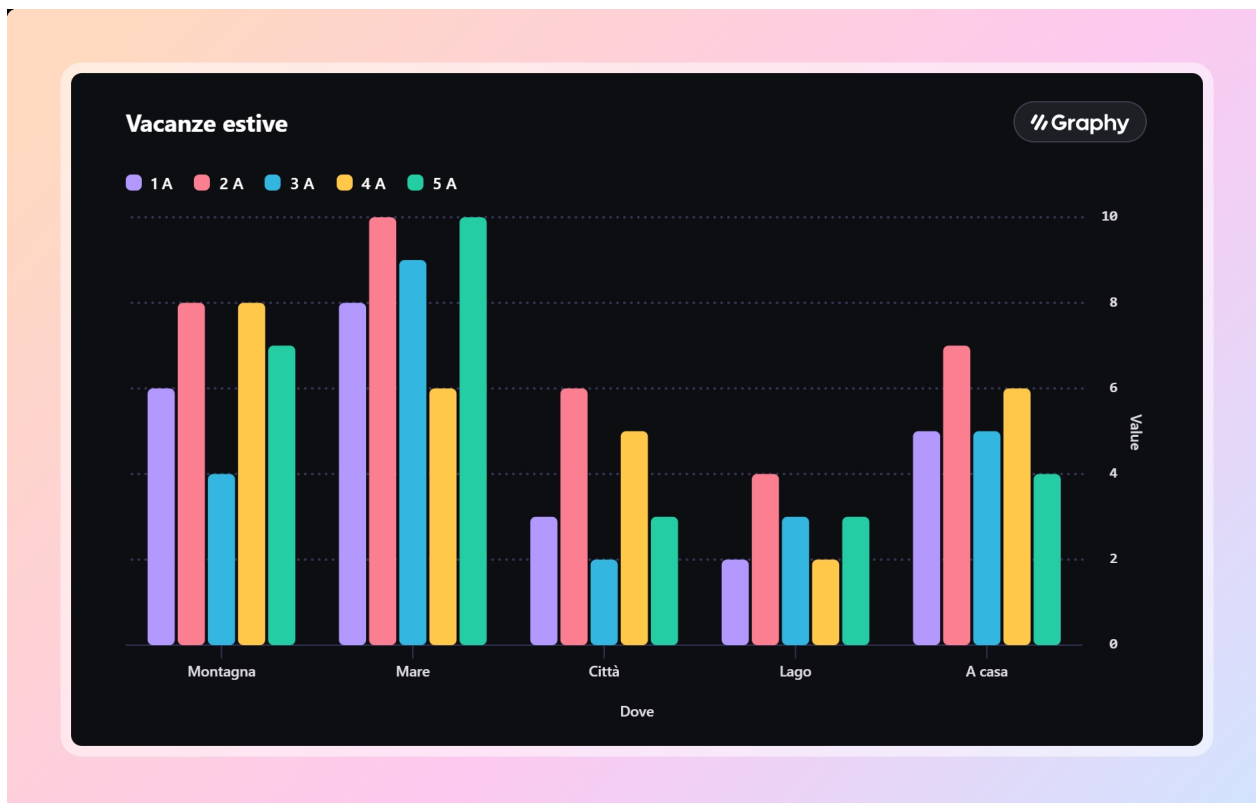 Vacanze estive
Graphy
1 A 2 A 3 A 4 A 5 A
10
8
6
4
2
0
Value
Montagna Mare Città Lago A casa
Dove